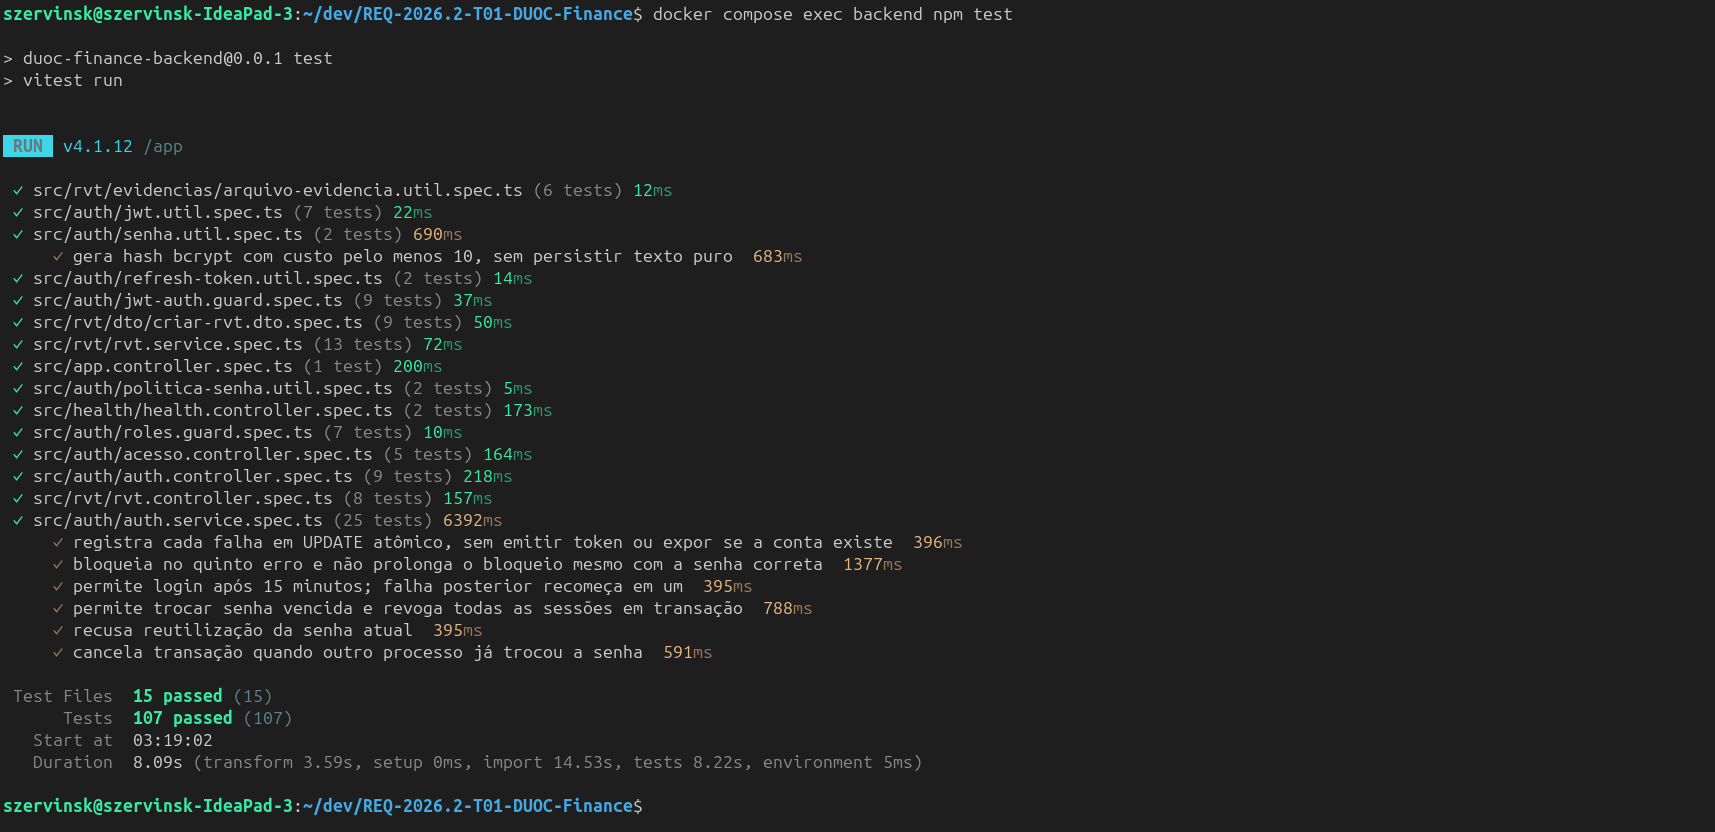 szervinsk@szervinsk-IdeaPad-3:~/dev/REQ-2026.2-T01-DUOC-Finance$ docker compose exec backend npm test
> duoc-finance-backend@0.0.1 test
> vitest run
RUN v4.1.12 /app
✓ src/rvt/evidencias/arquivo-evidencia.util.spec.ts (6 tests) 12ms
✓ src/auth/jwt.util.spec.ts (7 tests) 22ms
✓ src/auth/senha.util.spec.ts (2 tests) 690ms
✓ gera hash bcrypt com custo pelo menos 10, sem persistir texto puro 683ms
✓ src/auth/refresh-token.util.spec.ts (2 tests) 14ms
✓ src/auth/jwt-auth.guard.spec.ts (9 tests) 37ms
✓ src/rvt/dto/criar-rvt.dto.spec.ts (9 tests) 50ms
✓ src/rvt/rvt.service.spec.ts (13 tests) 72ms
✓ src/app.controller.spec.ts (1 test) 200ms
✓ src/auth/politica-senha.util.spec.ts (2 tests) 5ms
✓ src/health/health.controller.spec.ts (2 tests) 173ms
✓ src/auth/roles.guard.spec.ts (7 tests) 10ms
✓ src/auth/acesso.controller.spec.ts (5 tests) 164ms
✓ src/auth/auth.controller.spec.ts (9 tests) 218ms
✓ src/rvt/rvt.controller.spec.ts (8 tests) 157ms
✓ src/auth/auth.service.spec.ts (25 tests) 6392ms
✓ registra cada falha em UPDATE atômico, sem emitir token ou expor se a conta existe 396ms
✓ bloqueia no quinto erro e não prolonga o bloqueio mesmo com a senha correta 1377ms
✓ permite login após 15 minutos; falha posterior recomeça em um 395ms
✓ permite trocar senha vencida e revoga todas as sessões em transação 788ms
✓ recusa reutilização da senha atual 395ms
✓ cancela transação quando outro processo já trocou a senha 591ms
Test Files 15 passed (15)
Tests 107 passed (107)
Start at 03:19:02
Duration 8.09s (transform 3.59s, setup 0ms, import 14.53s, tests 8.22s, environment 5ms)
szervinsk@szervinsk-IdeaPad-3:~/dev/REQ-2026.2-T01-DUOC-Finance$